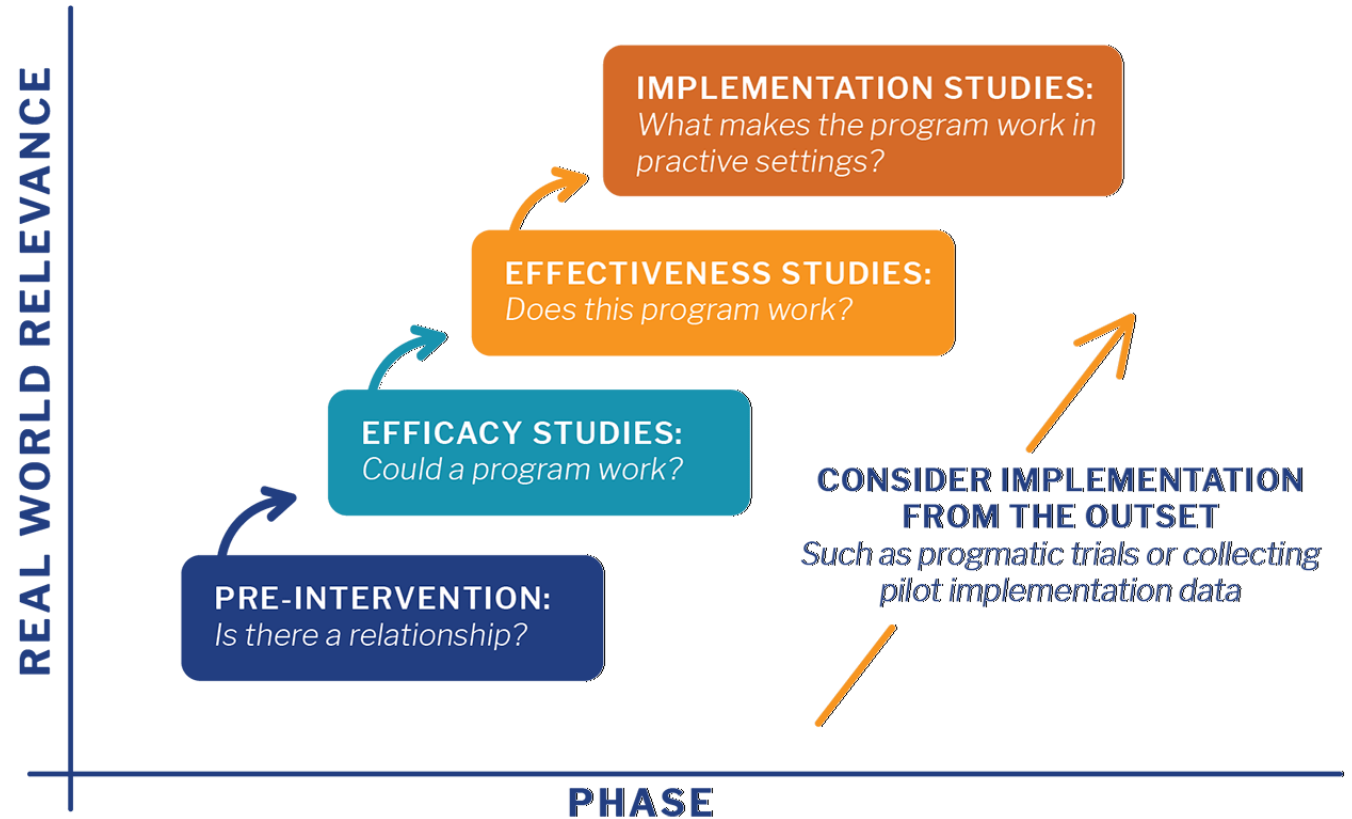 REAL WORLD RELEVANCE
IMPLEMENTATION STUDIES:
What makes the program work in
practive settings?
EFFECTIVENESS STUDIES:
Does this program work?
EFFICACY STUDIES:
Could a program work?
PRE-INTERVENTION:
Is there a relationship?
CONSIDER IMPLEMENTATION
FROM THE OUTSET
Such as progmatic trials or collecting
pilot implementation data
PHASE